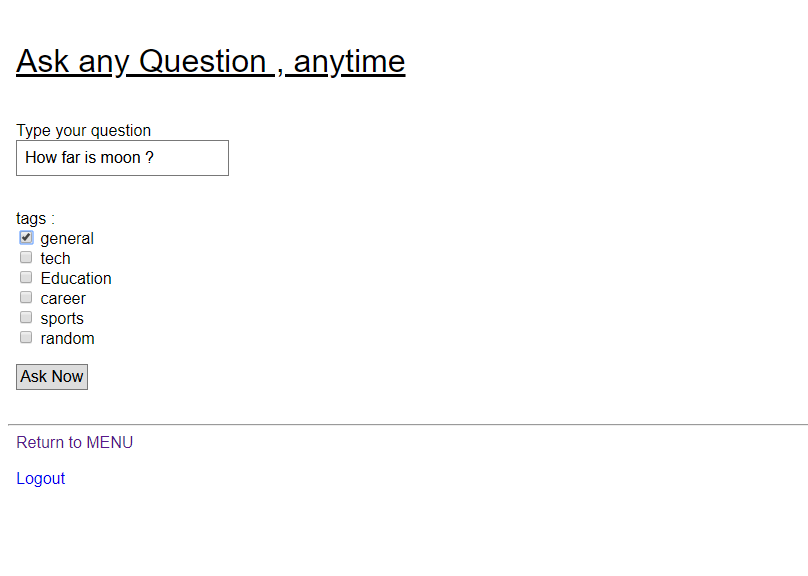 Ask any Question , anytime
Type your question
How far is moon ?
tags :
general
tech
Education
career
sports
random
Ask Now
Return to MENU
Logout